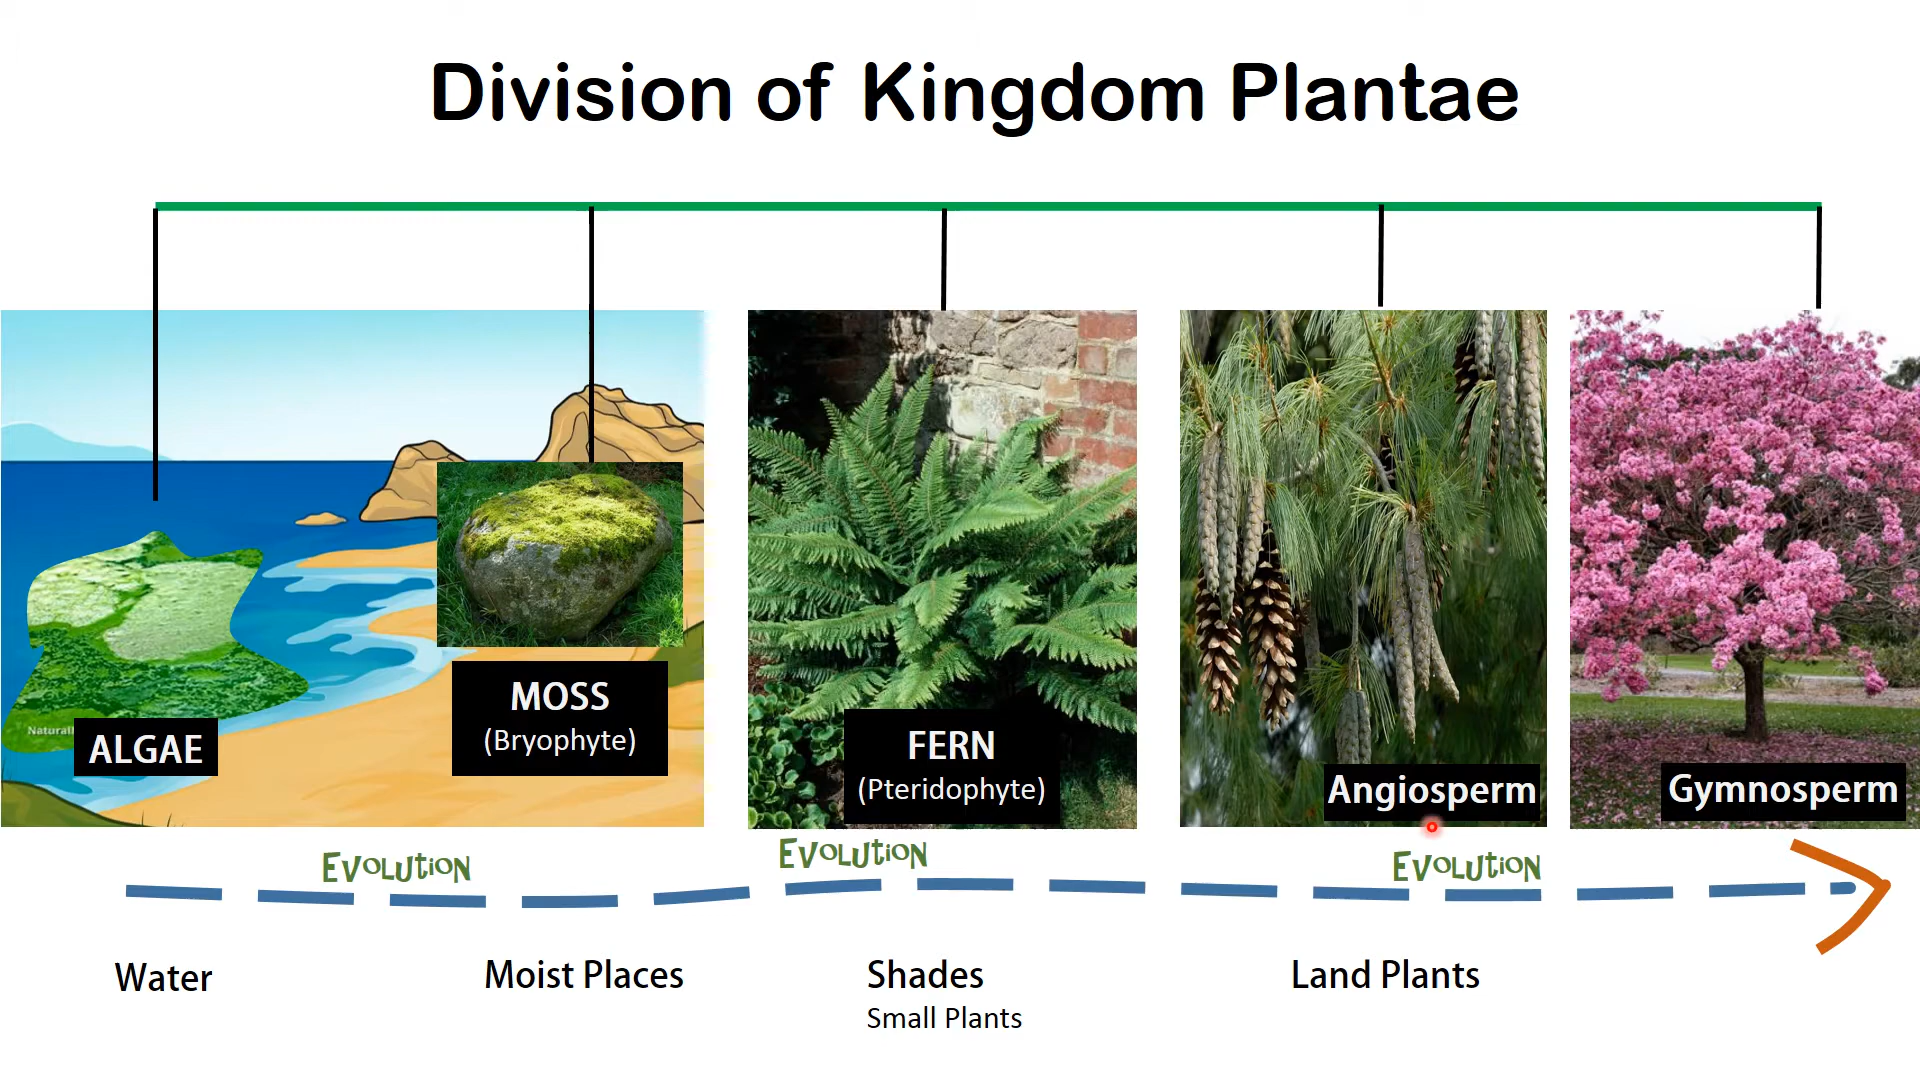 Division of Kingdom Plantae
ALGAE
MOSS
(Bryophyte)
FERN
(Pteridophyte)
Angiosperm
Gymnosperm
Evolution
Evolution
Evolution
Water
Moist Places
Shades
Small Plants
Land Plants